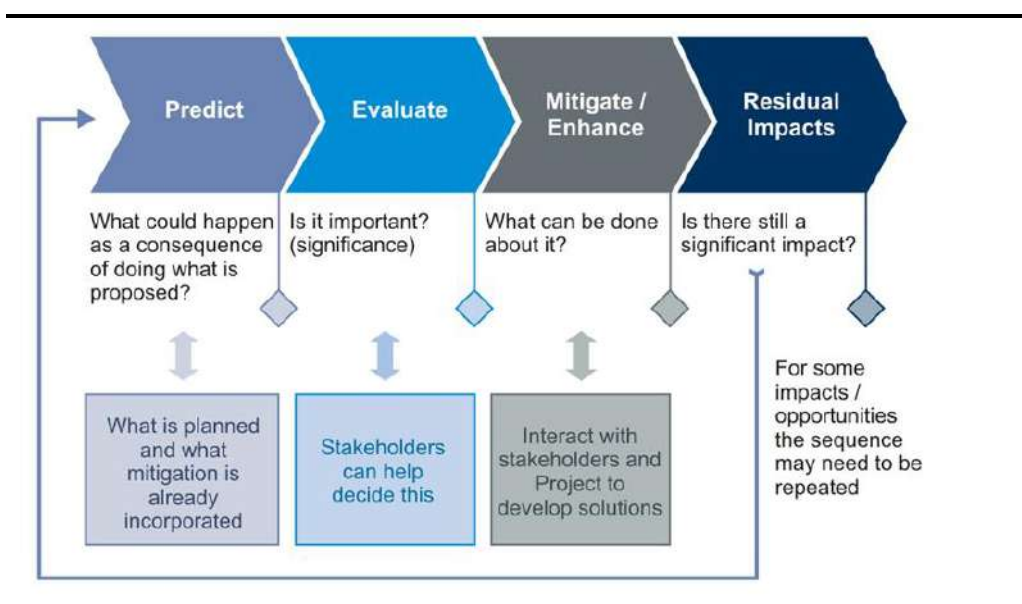 Predict
Evaluate
Mitigate /
Enhance
Residual
Impacts
What could happen
as a consequence
of doing what is
proposed?
Is it important?
(significance)
What can be done
about it?
Is there still a
significant impact?
What is planned
and what
mitigation is
already
incorporated
Stakeholders
can help
decide this
Interact with
stakeholders and
Project to
develop solutions
For some
impacts /
opportunities
the sequence
may need to be
repeated